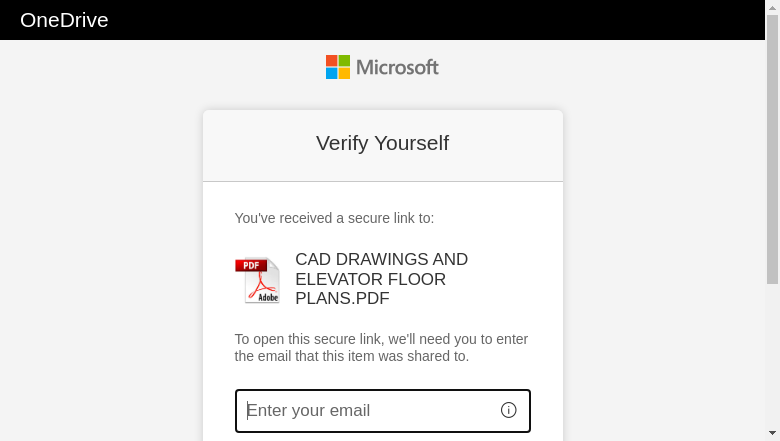 OneDrive
Microsoft
Verify Yourself
You've received a secure link to:
PDF
Adobe
CAD DRAWINGS AND
ELEVATOR FLOOR
PLANS.PDF
To open this secure link, we'll need you to enter
the email that this item was shared to.
Enter your email